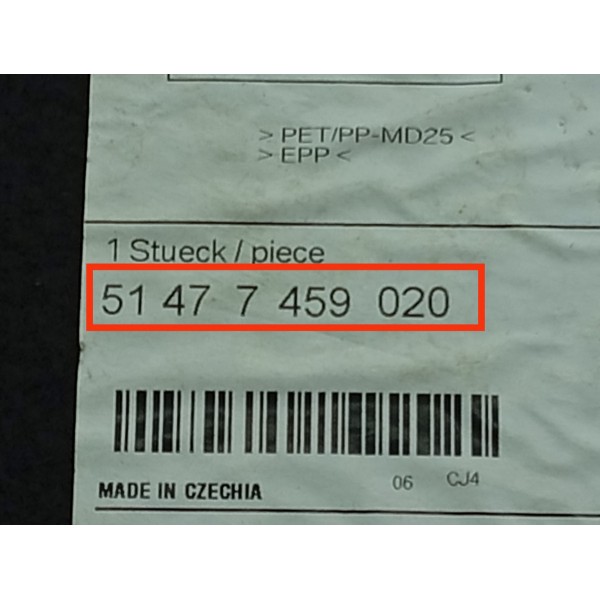 > PET/PP-MD25 <
> EPP <
1 Stueck / piece
51 47 7 459 020
06 CJ4
MADE IN CZECHIA